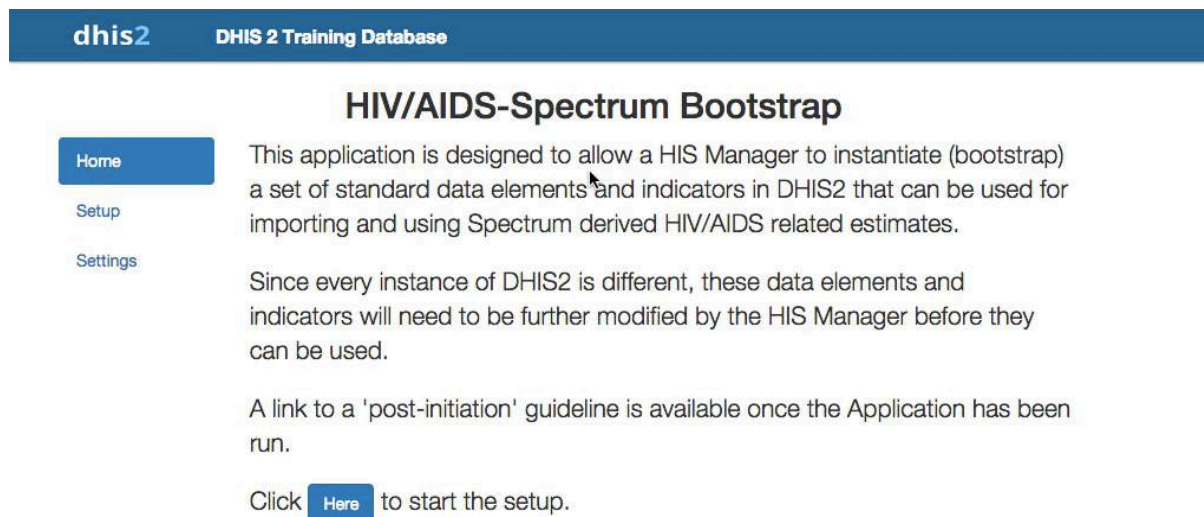 dhis2 DHIS 2 Training Database
HIV/AIDS-Spectrum Bootstrap
Home
Setup
Settings
This application is designed to allow a HIS Manager to instantiate (bootstrap)
a set of standard data elements and indicators in DHIS2 that can be used for
importing and using Spectrum derived HIV/AIDS related estimates.
Since every instance of DHIS2 is different, these data elements and
indicators will need to be further modified by the HIS Manager before they
can be used.
A link to a 'post-initiation' guideline is available once the Application has been
run.
Click Here to start the setup.